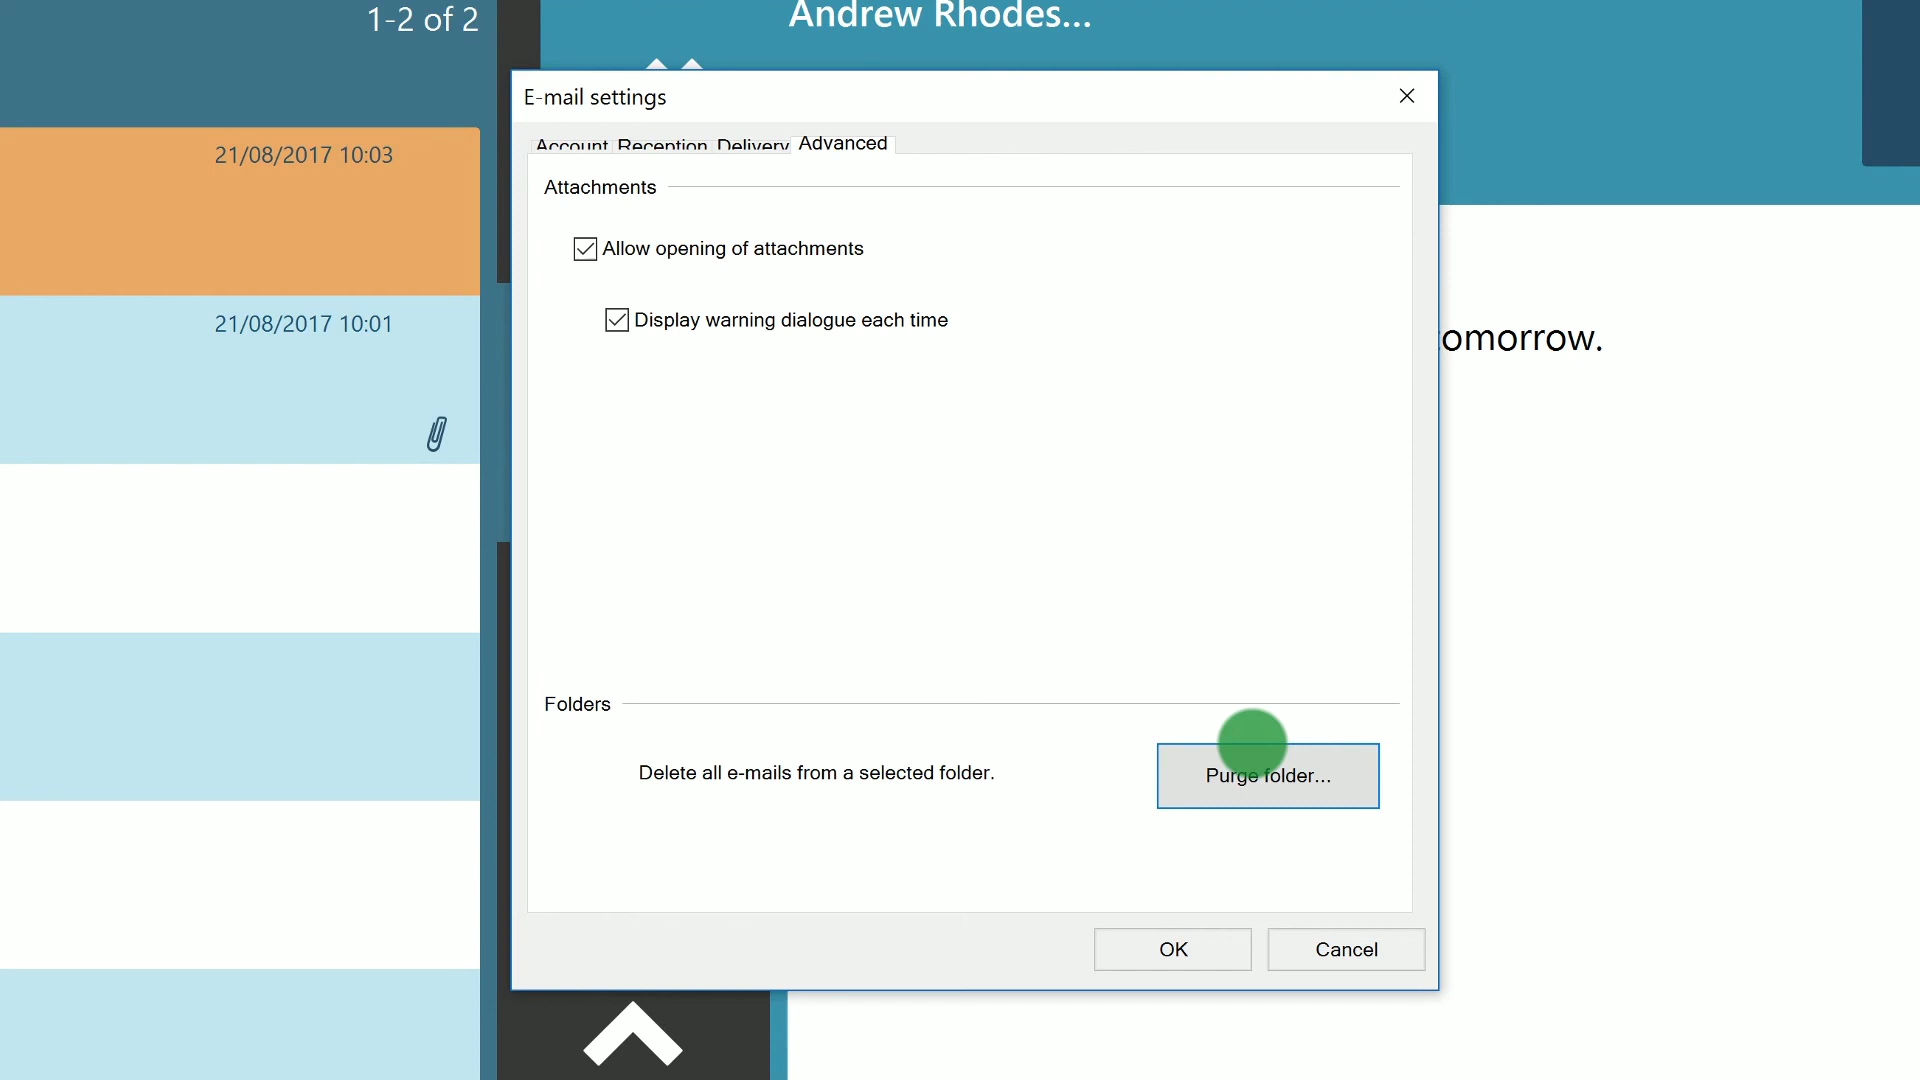 1-2 of 2
Andrew Rhodes...
E-mail settings
Account Reception Delivery Advanced
21/08/2017 10:03
Attachments
Allow opening of attachments
21/08/2017 10:01
Display warning dialogue each time
omorrow.
Folders
Delete all e-mails from a selected folder.
Purge folder...
OK
Cancel